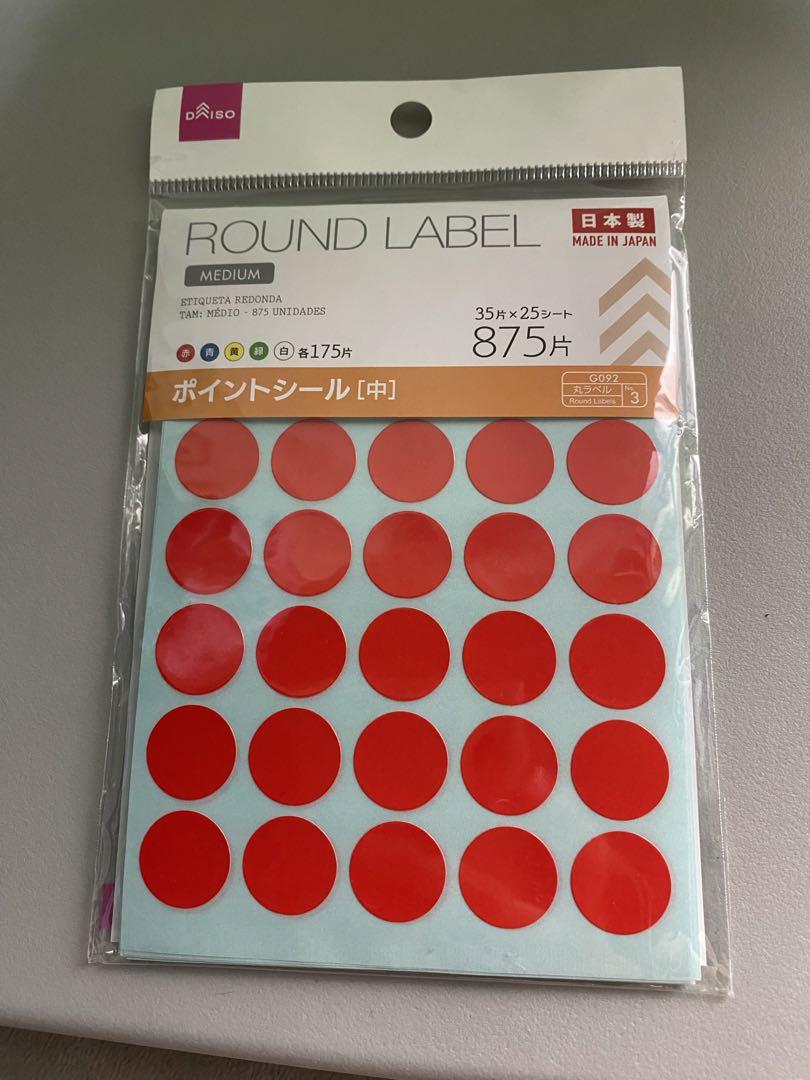 DAISO
ROUND LABEL
日本製
MADE IN JAPAN
MEDIUM
ETIQUETA REDONDA
TAM: MÉDIO - 875 UNIDADES
35片×25シート
875片
赤 青 黄 緑 白 各175片
ポイントシール[中]
G092
丸ラベル
Round Labels
No.
3